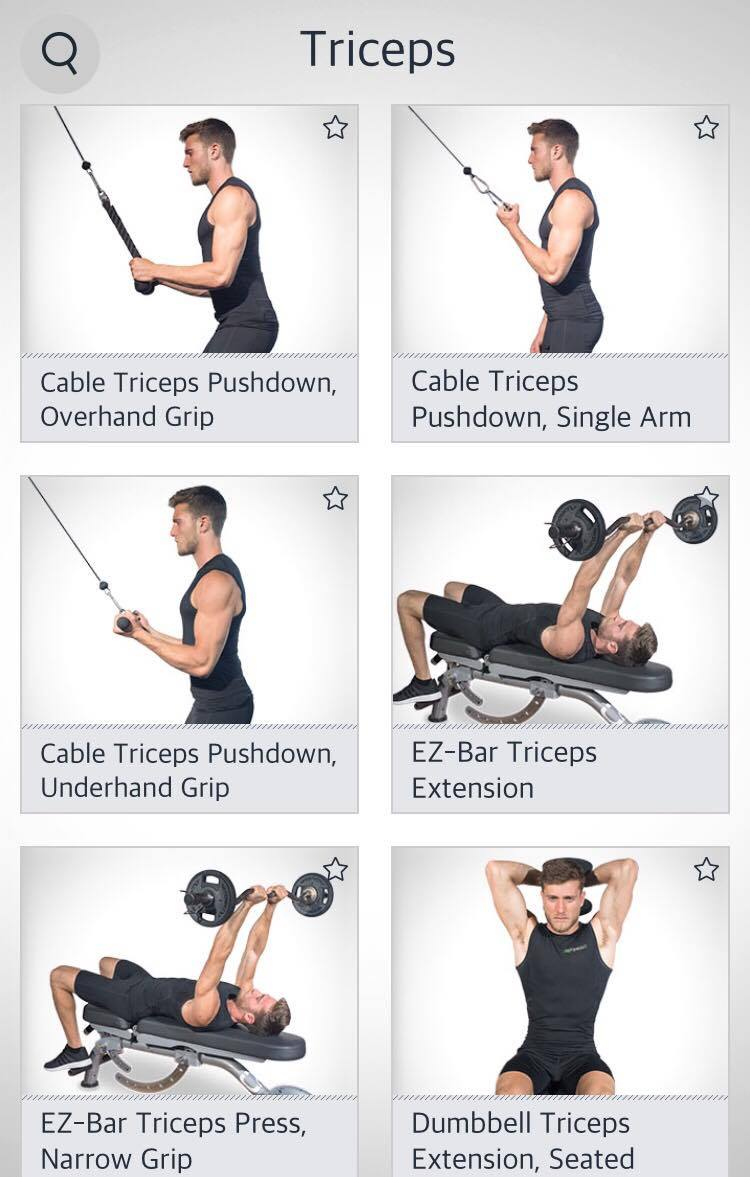 Triceps
Cable Triceps Pushdown,
Overhand Grip
Cable Triceps
Pushdown, Single Arm
Cable Triceps Pushdown,
Underhand Grip
EZ-Bar Triceps
Extension
EZ-Bar Triceps Press,
Narrow Grip
Dumbbell Triceps
Extension, Seated